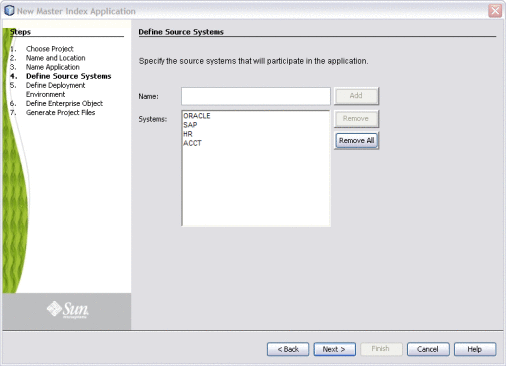 New Master Index Application
Steps
1. Choose Project
2. Name and Location
3. Name Application
4. Define Source Systems
5. Define Deployment
Environment
6. Define Enterprise Object
7. Generate Project Files
Define Source Systems
Specify the source systems that will participate in the application.
Name:
Add
Systems:
ORACLE
SAP
HR
ACCT
Remove
Remove All
Sun
< Back
Next >
Finish
Cancel
Help